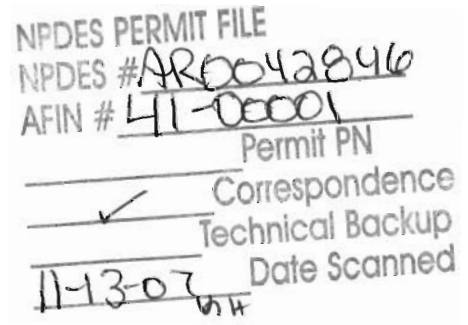 NPDES PERMIT FILE
NPDES # AR0042846
AFIN # 41-00001
Permit PN
✓ Correspondence
Technical Backup
11-13-07 Date Scanned